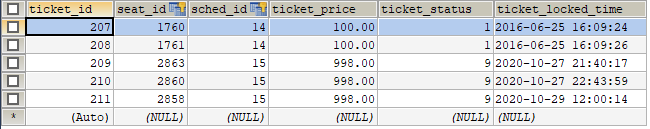 ticket_id seat_id sched_id ticket_price ticket_status ticket_locked_time
207 1760 14 100.00 1 2016-06-25 16:09:24
208 1761 14 100.00 1 2016-06-25 16:09:26
209 2863 15 998.00 9 2020-10-27 21:40:17
210 2860 15 998.00 9 2020-10-27 22:43:59
211 2858 15 998.00 9 2020-10-29 12:00:14
* (Auto) (NULL) (NULL) (NULL) (NULL) (NULL)